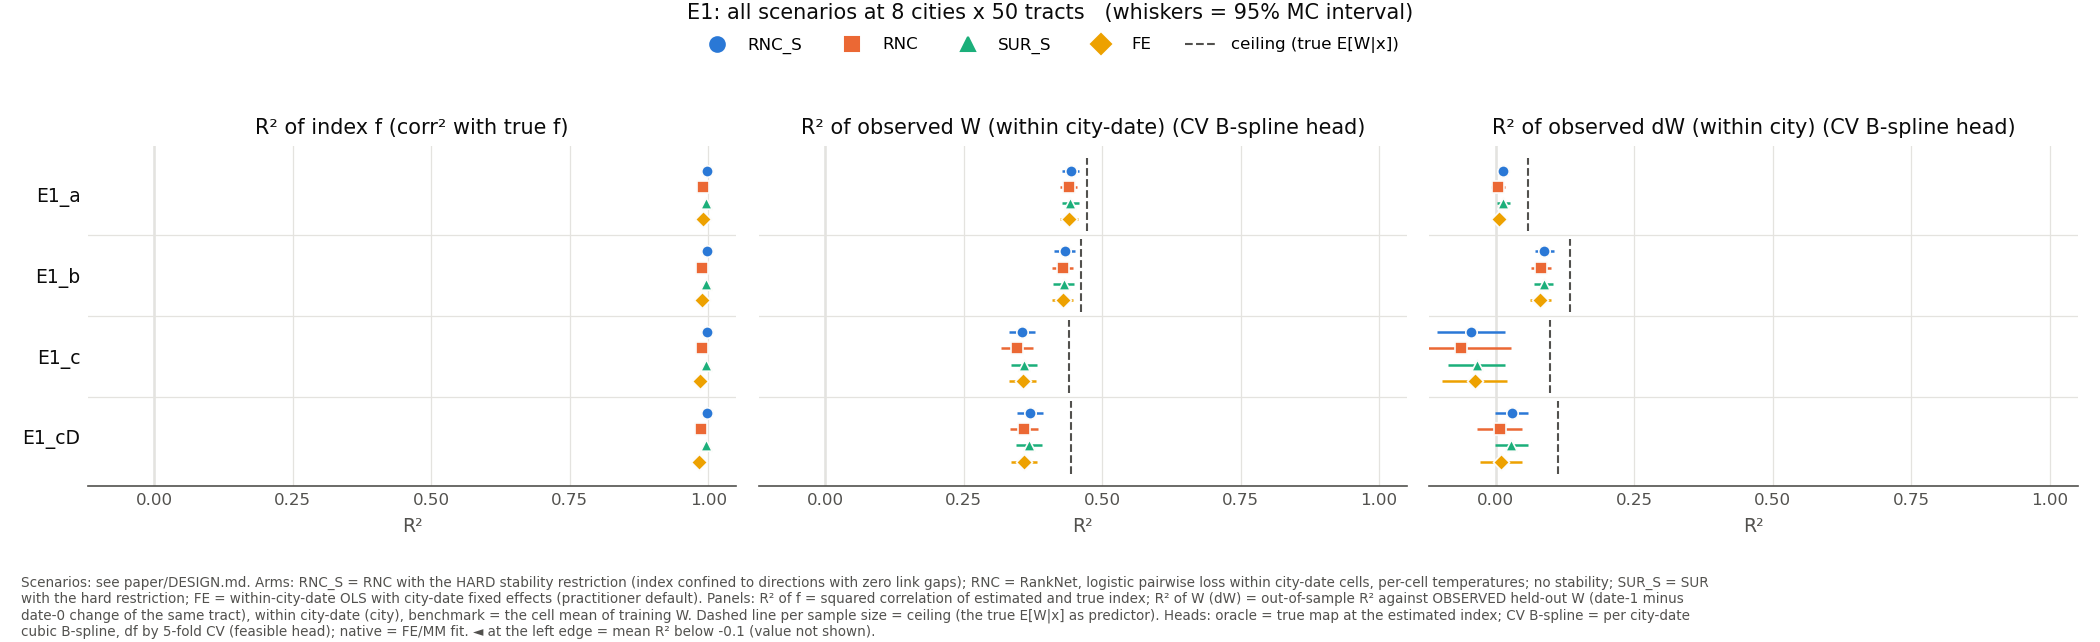 E1: all scenarios at 8 cities x 50 tracts (whiskers = 95% MC interval)
RNC_S RNC SUR_S FE ceiling (true E[W|x])
R² of index f (corr² with true f)
R² of observed W (within city-date) (CV B-spline head)
R² of observed dW (within city) (CV B-spline head)
E1_a
E1_b
E1_c
E1_cD
0.00 0.25 0.50 0.75 1.00
0.00 0.25 0.50 0.75 1.00
0.00 0.25 0.50 0.75 1.00
R²
R²
R²
Scenarios: see paper/DESIGN.md. Arms: RNC_S = RNC with the HARD stability restriction (index confined to directions with zero link gaps); RNC = RankNet, logistic pairwise loss within city-date cells, per-cell temperatures; no stability; SUR_S = SUR
with the hard restriction; FE = within-city-date OLS with city-date fixed effects (practitioner default). Panels: R² of f = squared correlation of estimated and true index; R² of W (dW) = out-of-sample R² against OBSERVED held-out W (date-1 minus
date-0 change of the same tract), within city-date (city), benchmark = the cell mean of training W. Dashed line per sample size = ceiling (the true E[W|x] as predictor). Heads: oracle = true map at the estimated index; CV B-spline = per city-date
cubic B-spline, df by 5-fold CV (feasible head); native = FE/MM fit. ◄ at the left edge = mean R² below -0.1 (value not shown).